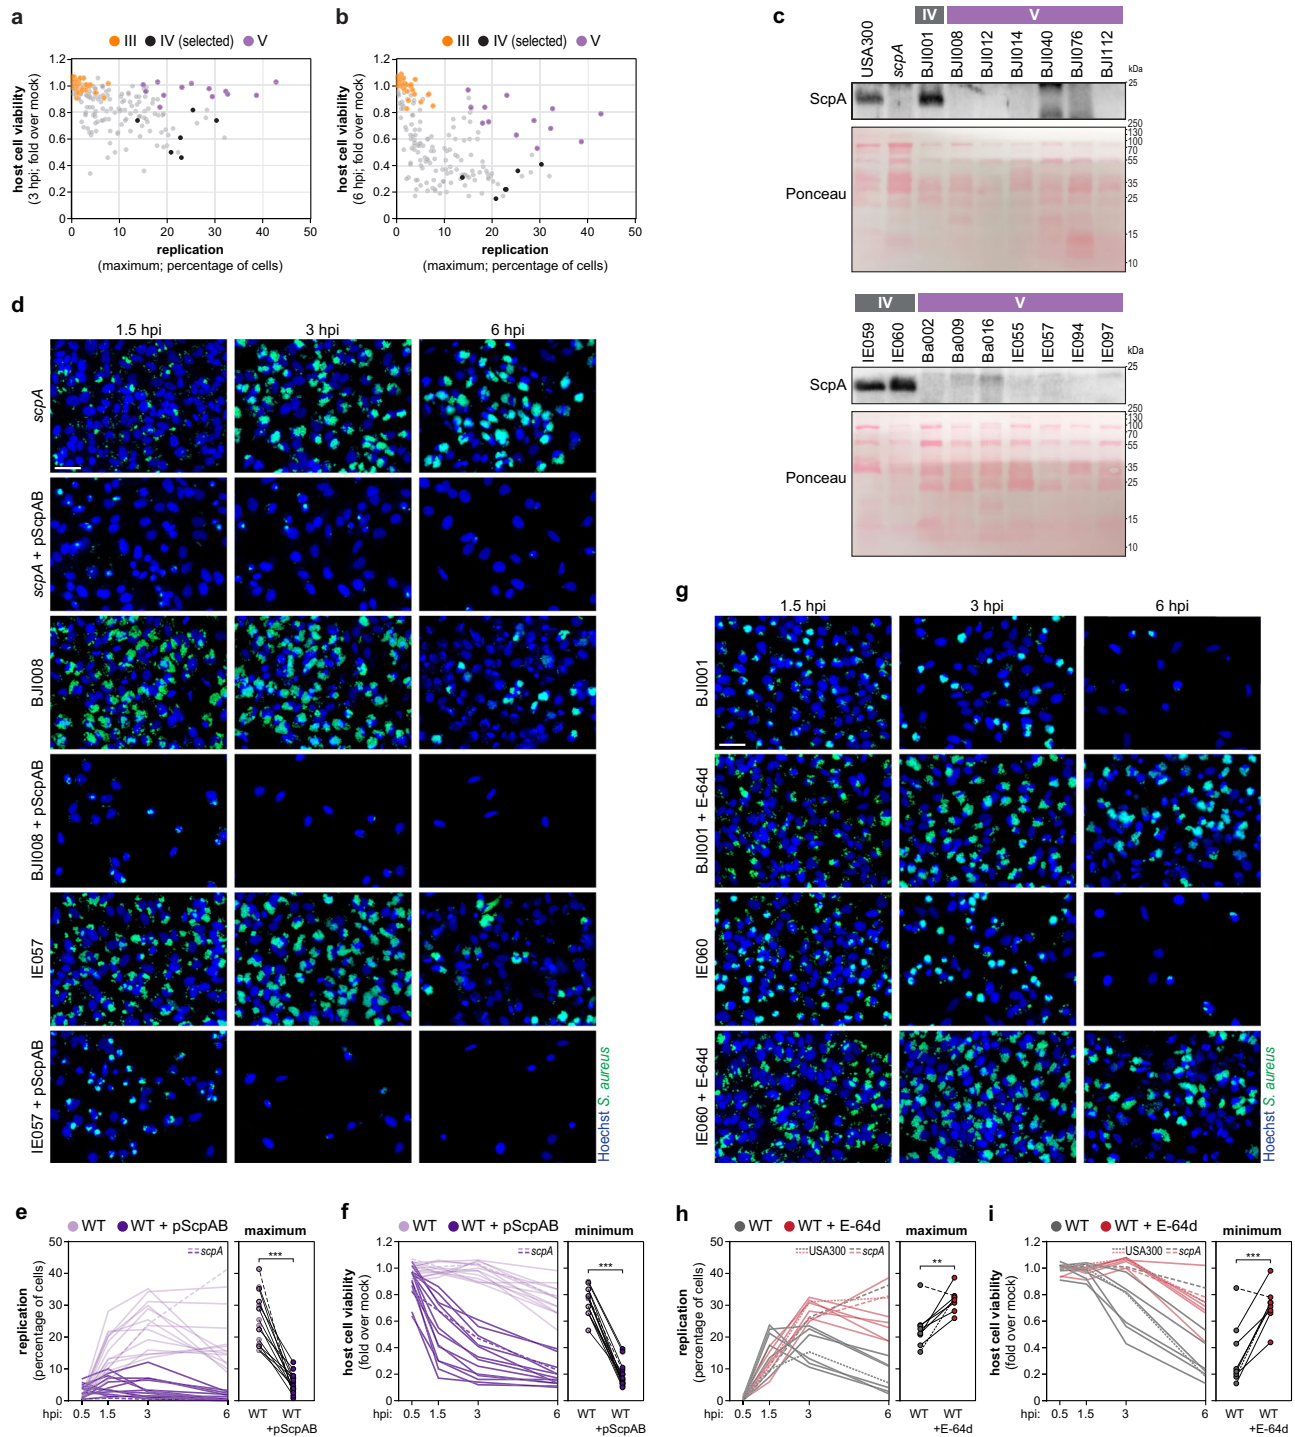 a
III IV (selected) V
host cell viability
(3 hpi; fold over mock)
1.2
1.0
0.8
0.6
0.4
0.2
0
0 10 20 30 40 50
replication
(maximum; percentage of cells)
b
III IV (selected) V
host cell viability
(6 hpi; fold over mock)
1.2
1.0
0.8
0.6
0.4
0.2
0
0 10 20 30 40 50
replication
(maximum; percentage of cells)
c
IV V
USA300 scpA BJI001 BJI008 BJI012 BJI014 BJI040 BJI076 BJI112
kDa
ScpA
25
Ponceau
250
130
100
70
55
35
25
15
10
IV V
IE059 IE060 Ba002 Ba009 Ba016 IE055 IE057 IE094 IE097
kDa
ScpA
25
Ponceau
250
130
100
70
55
35
25
15
10
d
1.5 hpi 3 hpi 6 hpi
scpA
scpA + pScpAB
BJI008
BJI008 + pScpAB
IE057
IE057 + pScpAB
Hoechst S. aureus
g
1.5 hpi 3 hpi 6 hpi
BJI001
BJI001 + E-64d
IE060
IE060 + E-64d
Hoechst S. aureus
e
WT WT + pScpAB
maximum
replication
(percentage of cells)
50
40
30
20
10
0
scpA
***
hpi: 0.5 1.5 3 6
WT WT
+pScpAB
f
WT WT + pScpAB
minimum
host cell viability
(fold over mock)
1.2
1.0
0.8
0.6
0.4
0.2
0
scpA
***
hpi: 0.5 1.5 3 6
WT WT
+pScpAB
h
WT WT + E-64d
maximum
replication
(percentage of cells)
50
40
30
20
10
0
USA300 scpA
**
hpi: 0.5 1.5 3 6
WT WT
+E-64d
i
WT WT + E-64d
minimum
host cell viability
(fold over mock)
1.2
1.0
0.8
0.6
0.4
0.2
0
USA300 scpA
***
hpi: 0.5 1.5 3 6
WT WT
+E-64d